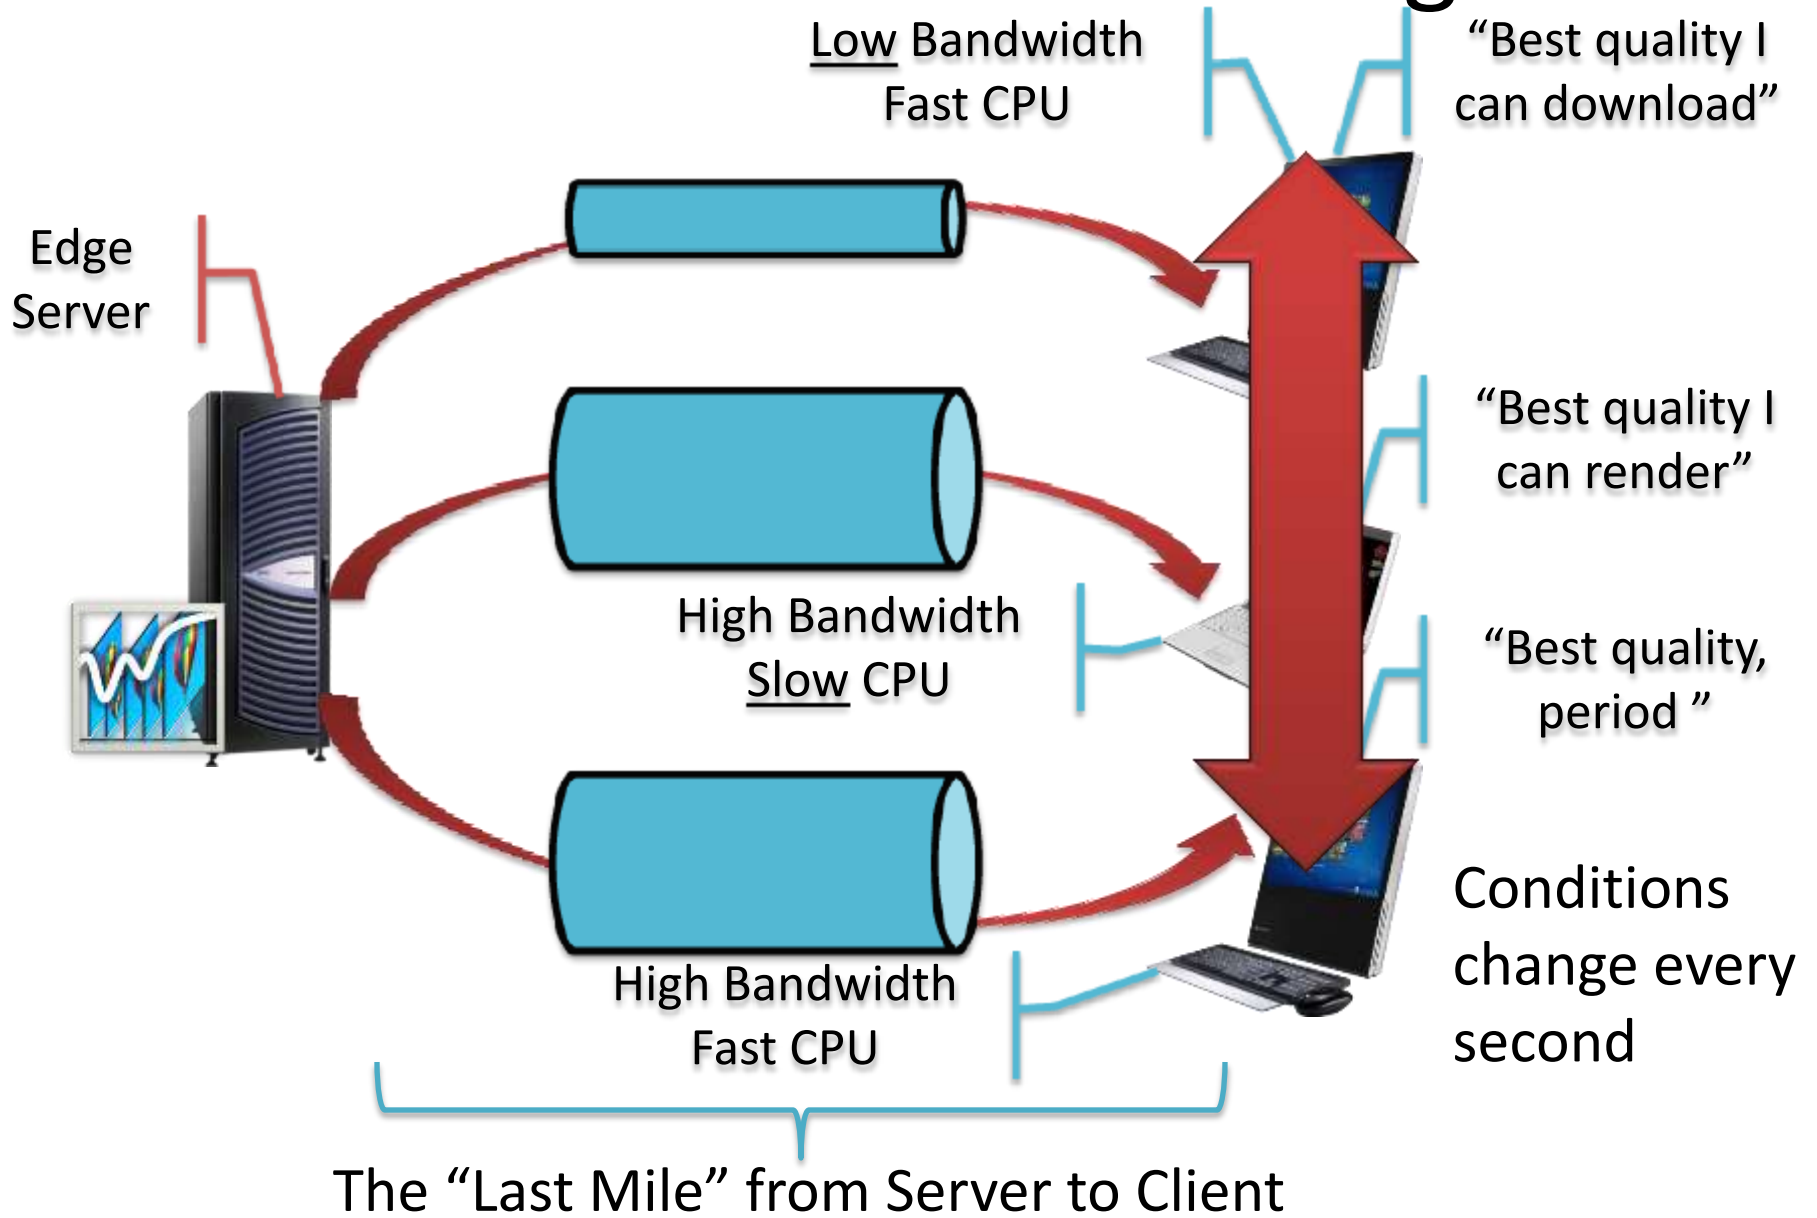 Low Bandwidth
Fast CPU
“Best quality I
can download”
Edge
Server
“Best quality I
can render”
High Bandwidth
Slow CPU
“Best quality,
period ”
High Bandwidth
Fast CPU
Conditions
change every
second
The “Last Mile” from Server to Client